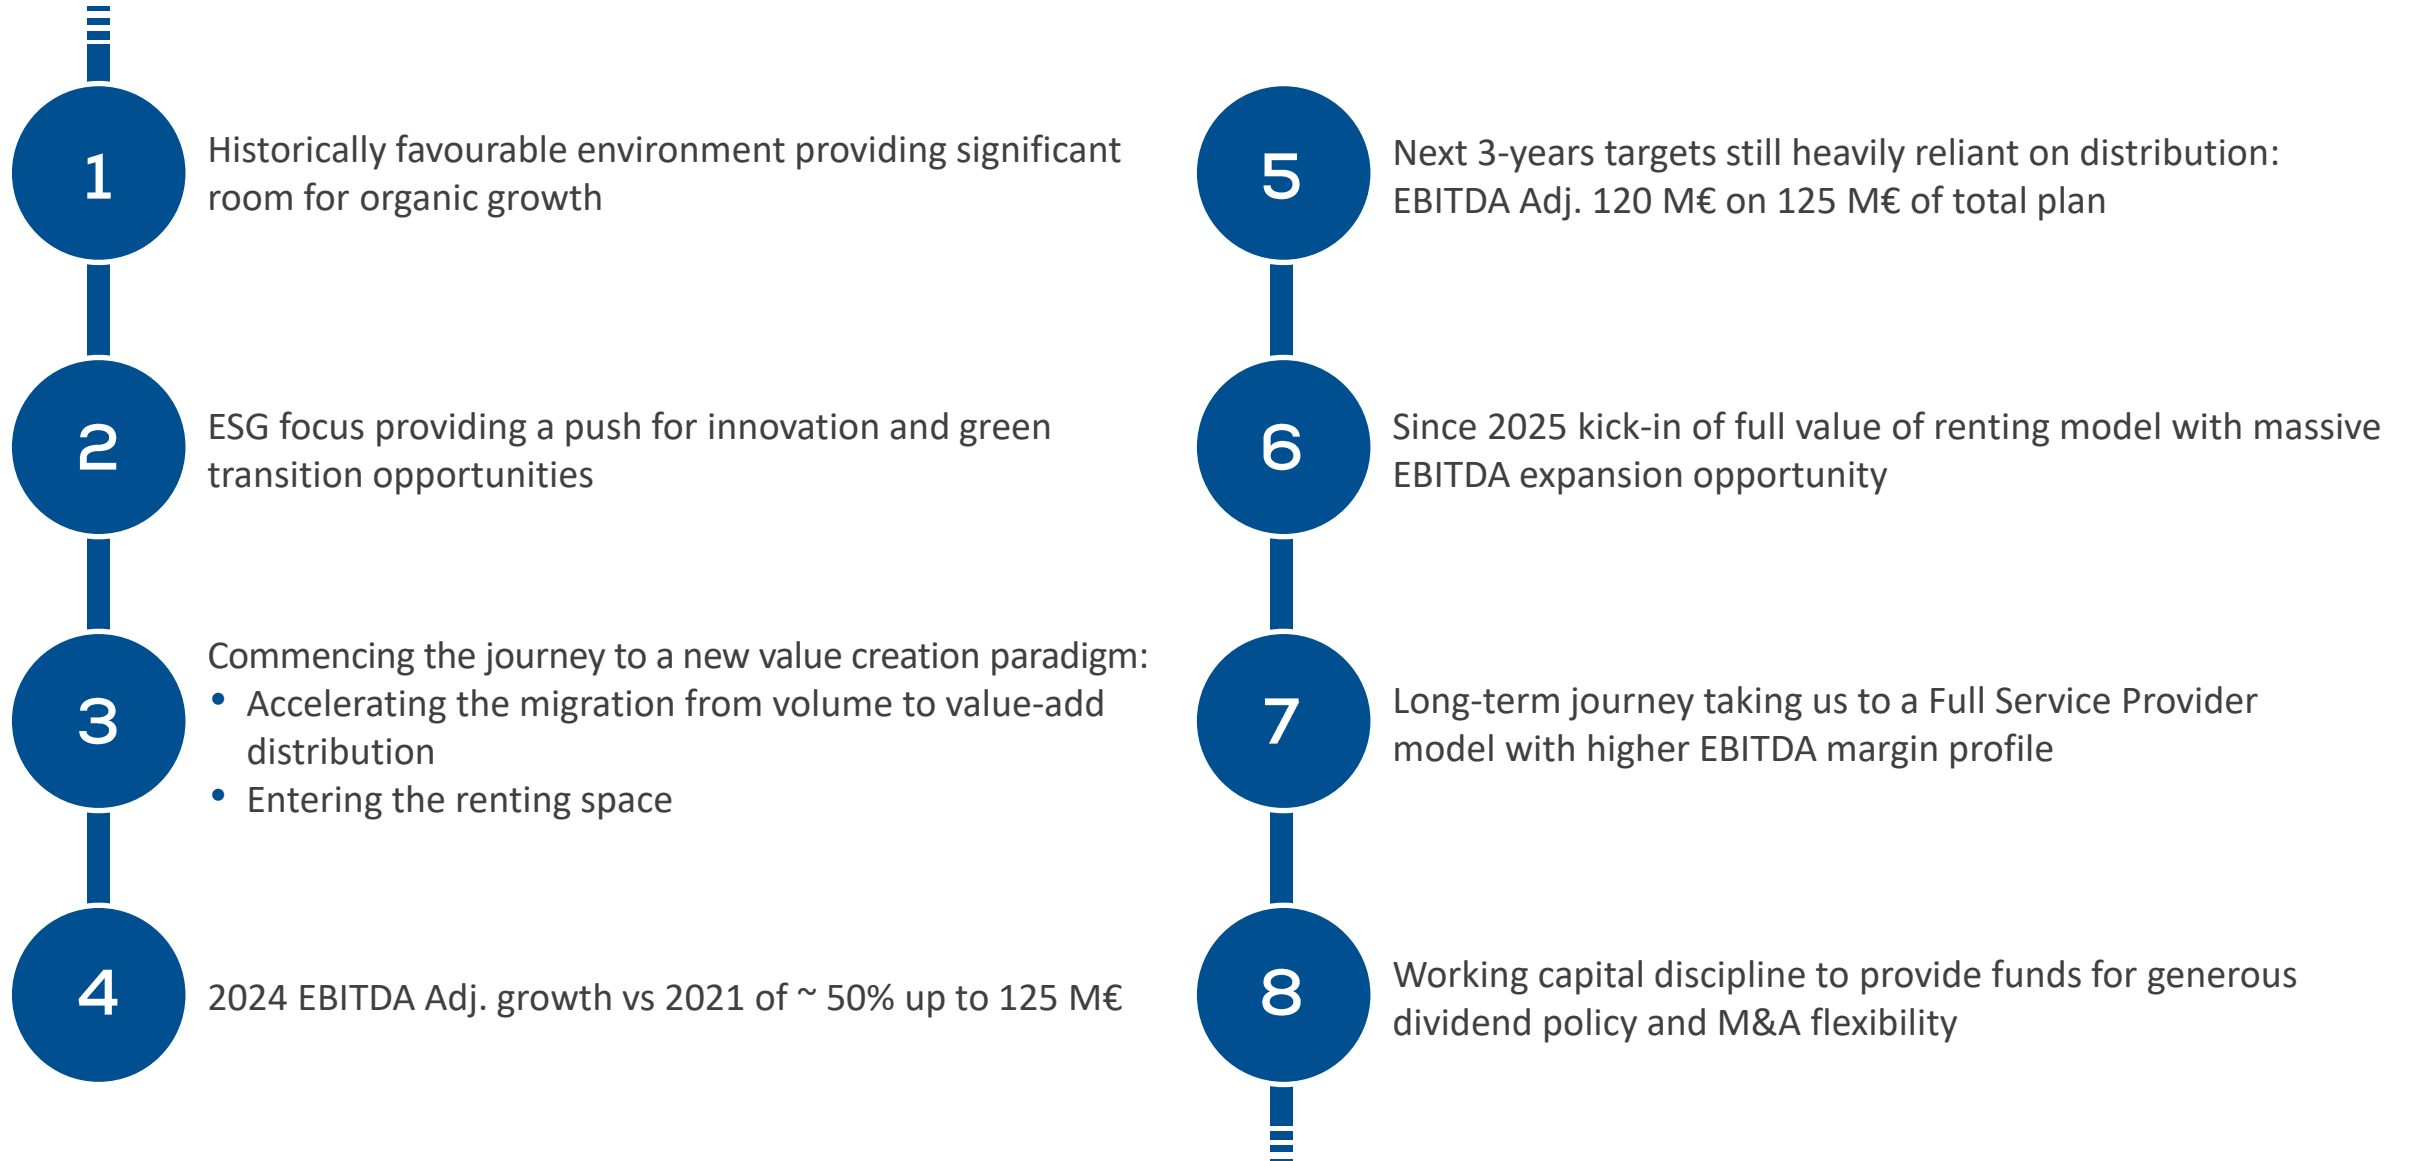 1
Historically favourable environment providing significant
room for organic growth
2
ESG focus providing a push for innovation and green
transition opportunities
3
Commencing the journey to a new value creation paradigm:
• Accelerating the migration from volume to value-add
distribution
• Entering the renting space
4
2024 EBITDA Adj. growth vs 2021 of ~ 50% up to 125 M€
5
Next 3-years targets still heavily reliant on distribution:
EBITDA Adj. 120 M€ on 125 M€ of total plan
6
Since 2025 kick-in of full value of renting model with massive
EBITDA expansion opportunity
7
Long-term journey taking us to a Full Service Provider
model with higher EBITDA margin profile
8
Working capital discipline to provide funds for generous
dividend policy and M&A flexibility